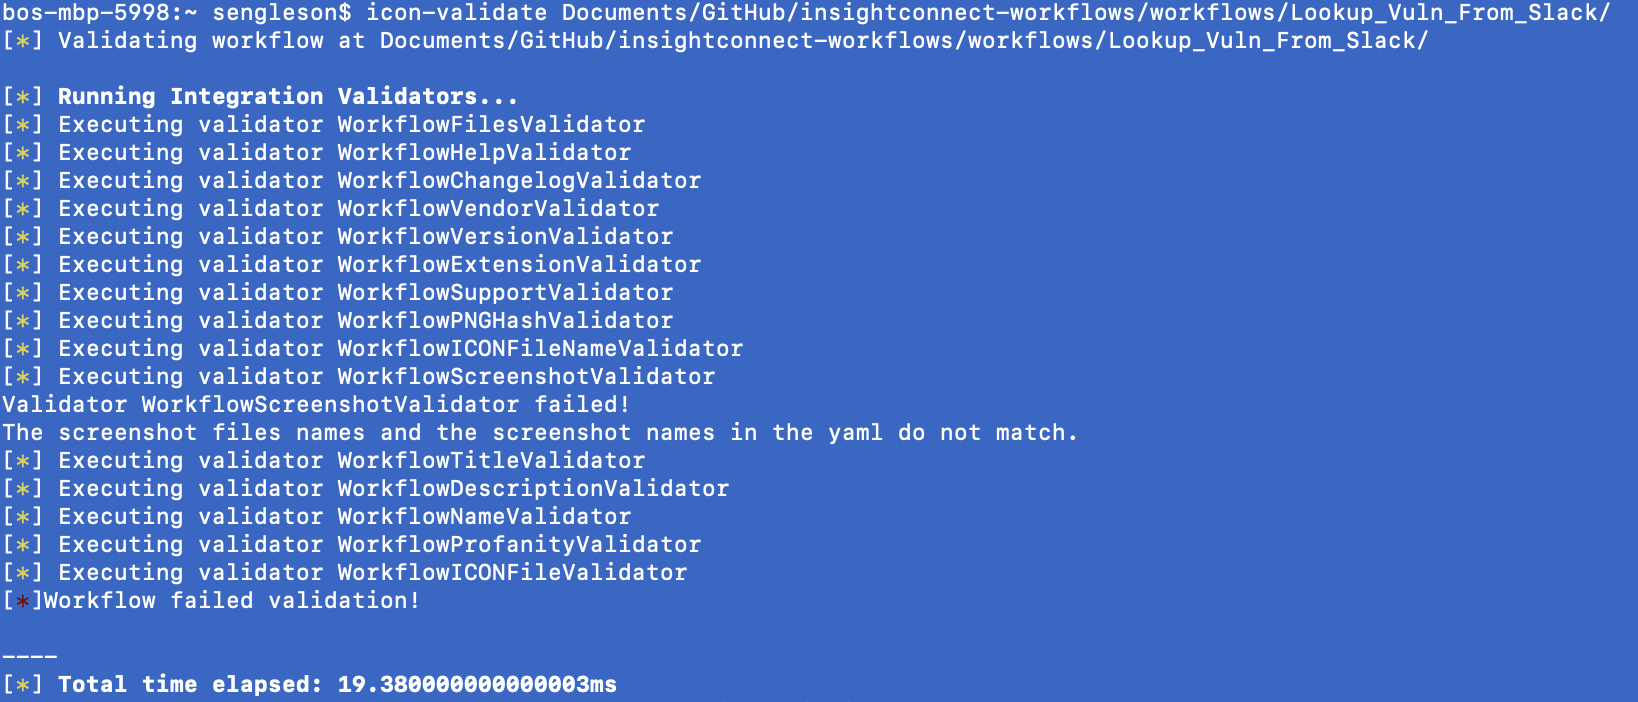 bos-mbp-5998:~ sengleson$ icon-validate Documents/GitHub/insightconnect-workflows/workflows/Lookup_Vuln_From_Slack/
[*] Validating workflow at Documents/GitHub/insightconnect-workflows/workflows/Lookup_Vuln_From_Slack/
[*] Running Integration Validators...
[*] Executing validator WorkflowFilesValidator
[*] Executing validator WorkflowHelpValidator
[*] Executing validator WorkflowChangelogValidator
[*] Executing validator WorkflowVendorValidator
[*] Executing validator WorkflowVersionValidator
[*] Executing validator WorkflowExtensionValidator
[*] Executing validator WorkflowSupportValidator
[*] Executing validator WorkflowPNGHashValidator
[*] Executing validator WorkflowICONFileNameValidator
[*] Executing validator WorkflowScreenshotValidator
Validator WorkflowScreenshotValidator failed!
The screenshot files names and the screenshot names in the yaml do not match.
[*] Executing validator WorkflowTitleValidator
[*] Executing validator WorkflowDescriptionValidator
[*] Executing validator WorkflowNameValidator
[*] Executing validator WorkflowProfanityValidator
[*] Executing validator WorkflowICONFileValidator
[*]Workflow failed validation!
----
[*] Total time elapsed: 19.380000000000003ms